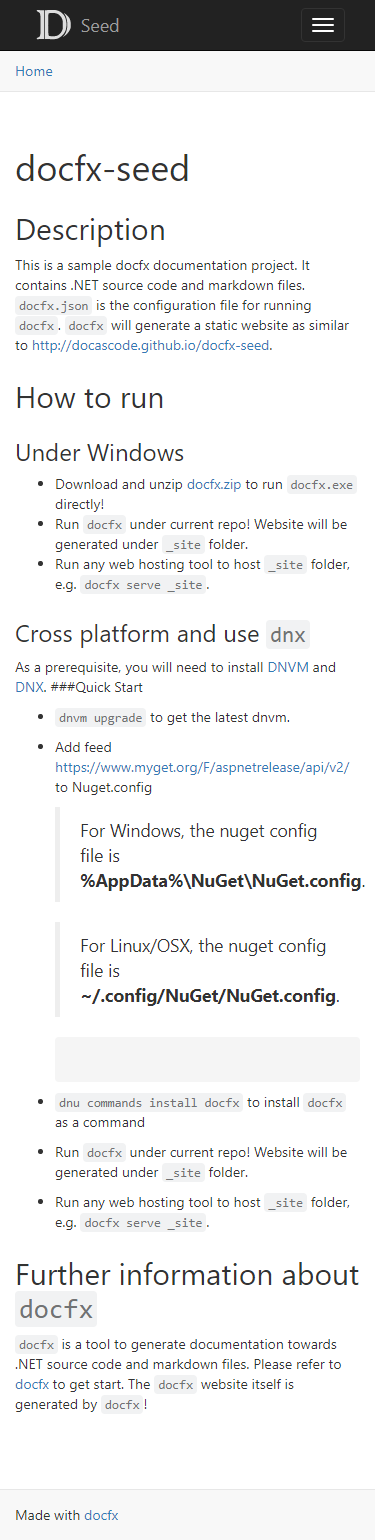 D Seed
Home
docfx-seed
Description
This is a sample docfx documentation project. It
contains .NET source code and markdown files.
docfx.json is the configuration file for running
docfx. docfx will generate a static website as similar
to http://docascode.github.io/docfx-seed.
How to run
Under Windows
Download and unzip docfx.zip to run docfx.exe
directly!
Run docfx under current repo! Website will be
generated under _site folder.
Run any web hosting tool to host _site folder,
e.g. docfx serve _site.
Cross platform and use dnx
As a prerequisite, you will need to install DNVM and
DNX. ###Quick Start
dnvm upgrade to get the latest dnvm.
Add feed
https://www.myget.org/F/aspnetrelease/api/v2/
to Nuget.config
For Windows, the nuget config
file is
%AppData%\NuGet\NuGet.config.
For Linux/OSX, the nuget config
file is
~/.config/NuGet/NuGet.config.
dnu commands install docfx to install docfx
as a command
Run docfx under current repo! Website will be
generated under _site folder.
Run any web hosting tool to host _site folder,
e.g. docfx serve _site.
Further information about
docfx
docfx is a tool to generate documentation towards
.NET source code and markdown files. Please refer to
docfx to get start. The docfx website itself is
generated by docfx!
Made with docfx